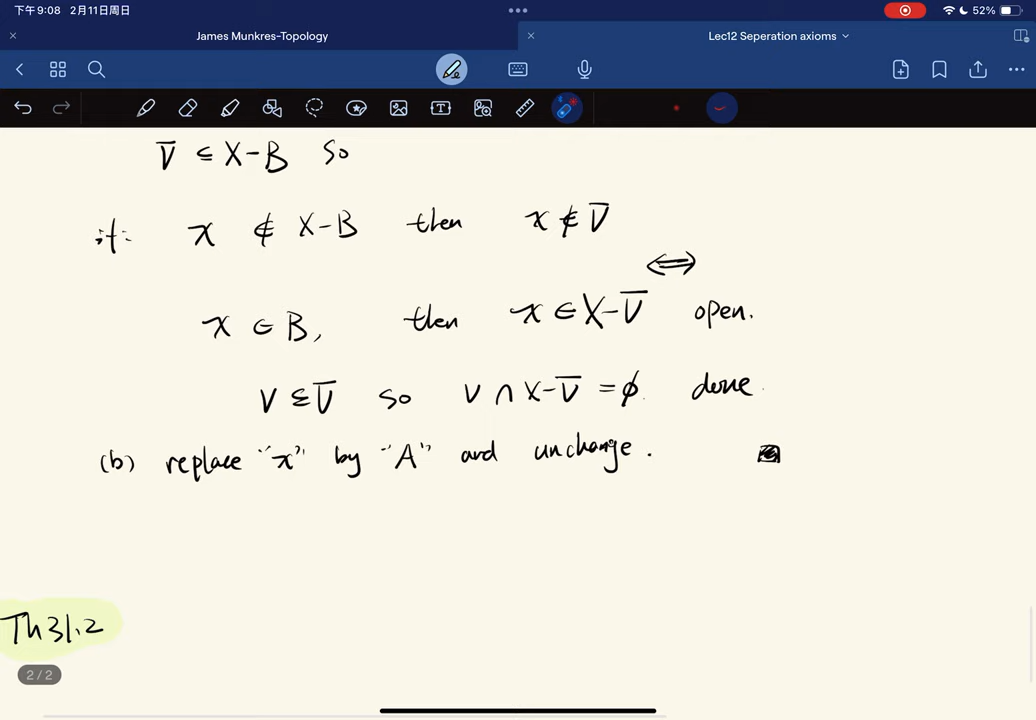 下午9:08 2月11日周日
52%
James Munkres-Topology
Lec12 Seperation axioms
V̅ ⊆ X-B so
if x ∉ X-B then x ∉ V̅
⟺
x ∈ B, then x ∈ X-V̅ open.
V ⊆ V̅ so V ∩ X-V̅ = ϕ. done.
(b) replace "x" by "A" and unchange.
Th31.2
2 / 2